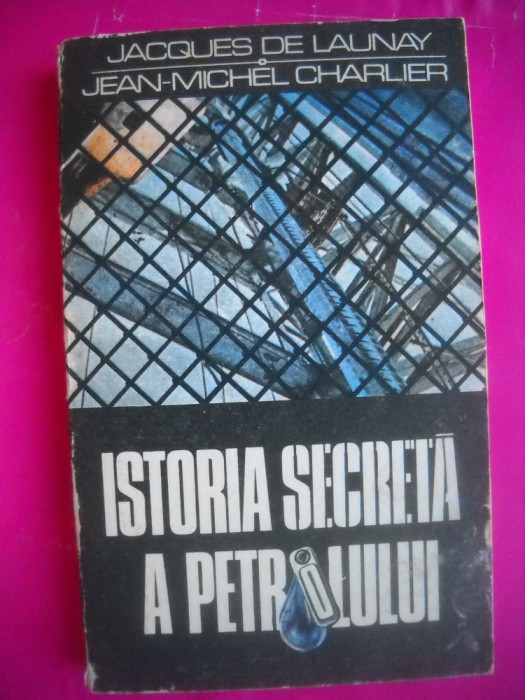 JACQUES DE LAUNAY
JEAN-MICHEL CHARLIER
ISTORIA SECRETĂ
A PETROLULUI